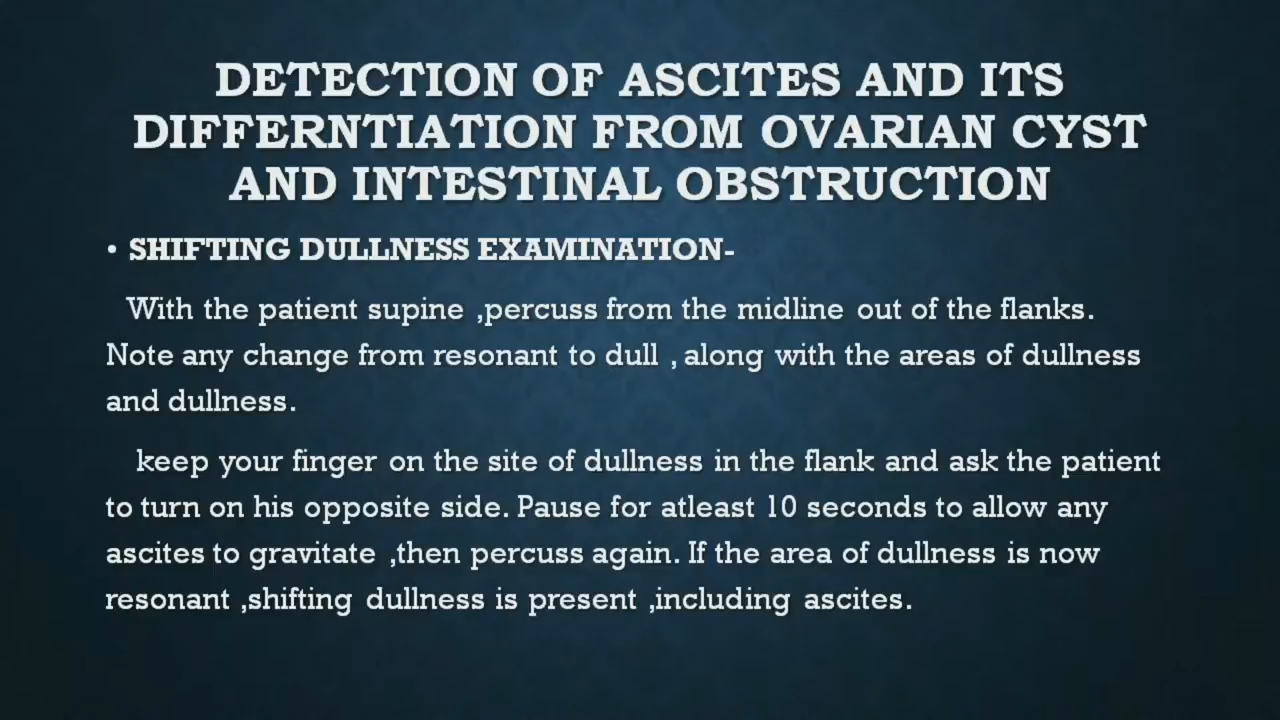 DETECTION OF ASCITES AND ITS
DIFFERNTIATION FROM OVARIAN CYST
AND INTESTINAL OBSTRUCTION
• SHIFTING DULLNESS EXAMINATION-
With the patient supine ,percuss from the midline out of the flanks.
Note any change from resonant to dull , along with the areas of dullness
and dullness.
keep your finger on the site of dullness in the flank and ask the patient
to turn on his opposite side. Pause for atleast 10 seconds to allow any
ascites to gravitate ,then percuss again. If the area of dullness is now
resonant ,shifting dullness is present ,including ascites.